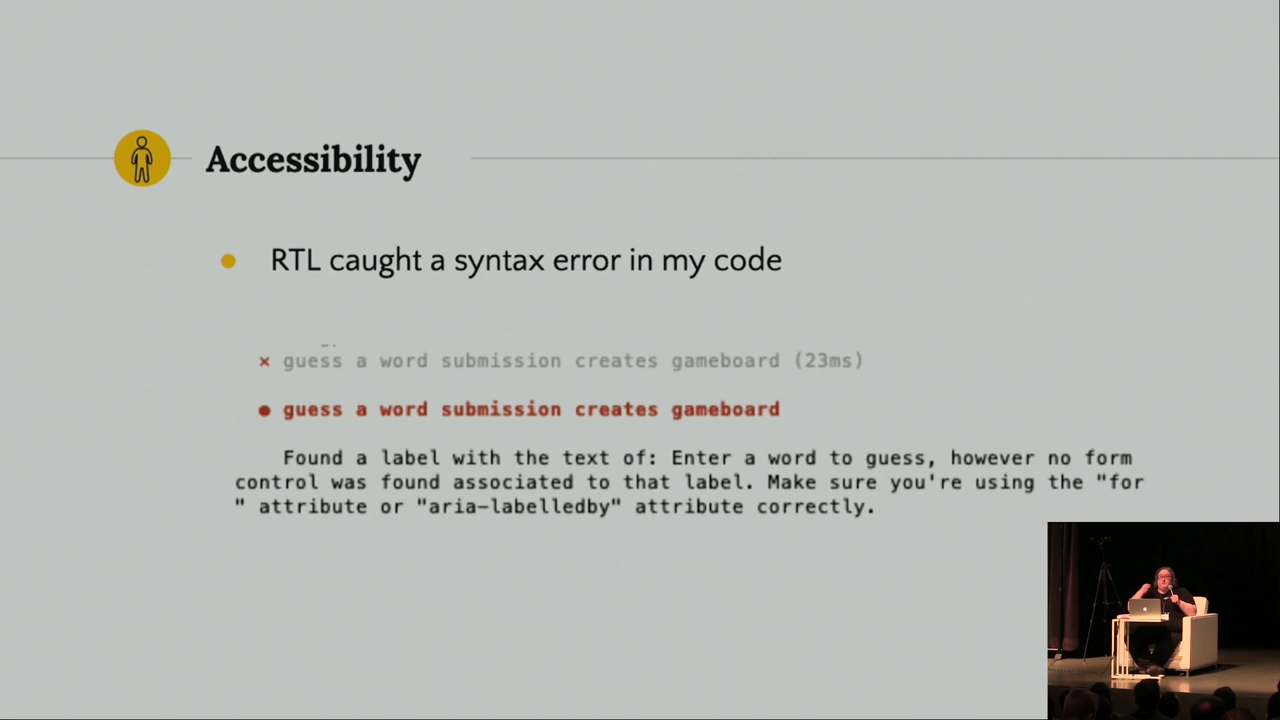 Accessibility
RTL caught a syntax error in my code
× guess a word submission creates gameboard (23ms)
● guess a word submission creates gameboard
Found a label with the text of: Enter a word to guess, however no form
control was found associated to that label. Make sure you're using the "for
" attribute or "aria-labelledby" attribute correctly.